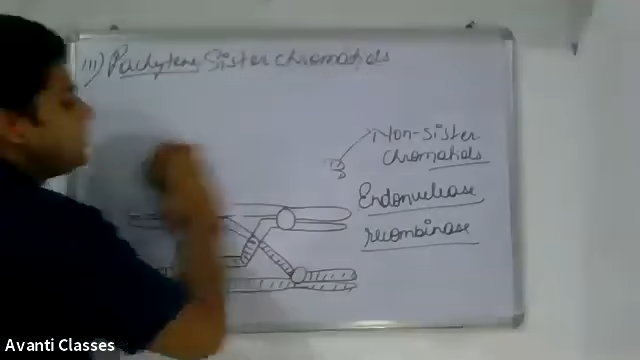 III) Pachytene Sister chromatids
Non-sister
chromatids
Endonuclease
recombinase
Avanti Classes